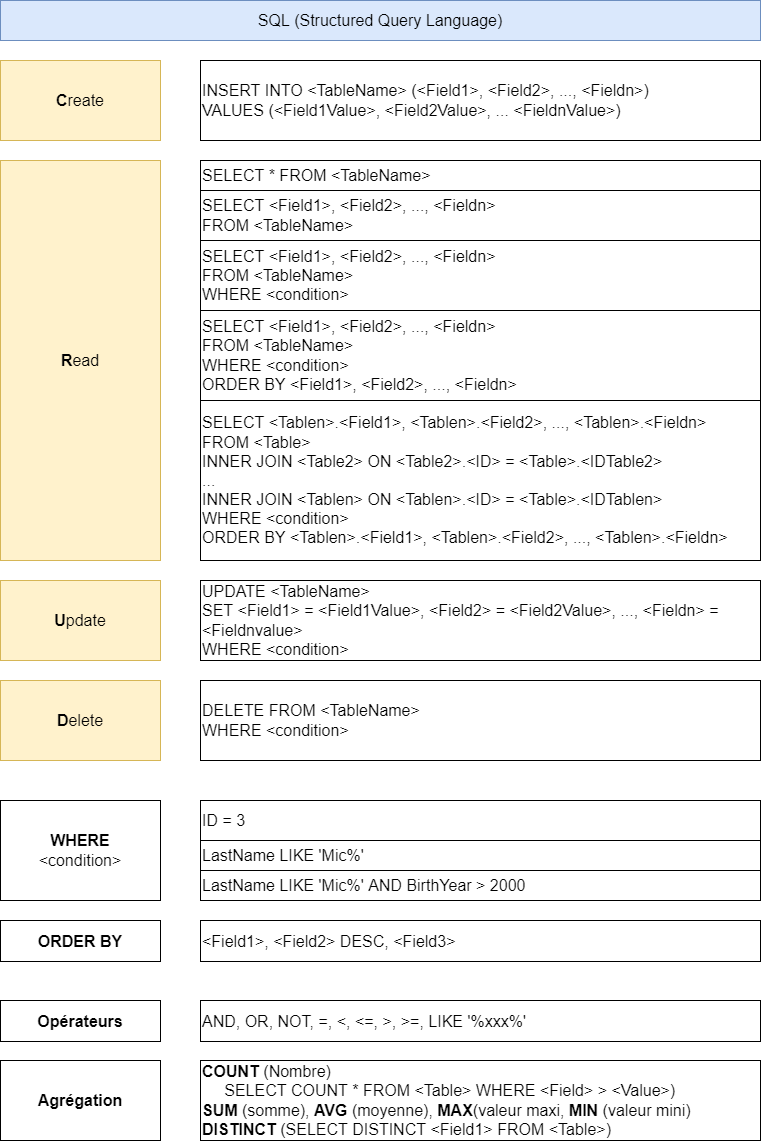 SQL (Structured Query Language)
Create
INSERT INTO <TableName> (<Field1>, <Field2>, ..., <Fieldn>)
VALUES (<Field1Value>, <Field2Value>, ... <FieldnValue>)
Read
SELECT * FROM <TableName>
SELECT <Field1>, <Field2>, ..., <Fieldn>
FROM <TableName>
SELECT <Field1>, <Field2>, ..., <Fieldn>
FROM <TableName>
WHERE <condition>
SELECT <Field1>, <Field2>, ..., <Fieldn>
FROM <TableName>
WHERE <condition>
ORDER BY <Field1>, <Field2>, ..., <Fieldn>
SELECT <Tablen>.<Field1>, <Tablen>.<Field2>, ..., <Tablen>.<Fieldn>
FROM <Table>
INNER JOIN <Table2> ON <Table2>.<ID> = <Table>.<IDTable2>
...
INNER JOIN <Tablen> ON <Tablen>.<ID> = <Table>.<IDTablen>
WHERE <condition>
ORDER BY <Tablen>.<Field1>, <Tablen>.<Field2>, ..., <Tablen>.<Fieldn>
Update
UPDATE <TableName>
SET <Field1> = <Field1Value>, <Field2> = <Field2Value>, ..., <Fieldn> =
<Fieldnvalue>
WHERE <condition>
Delete
DELETE FROM <TableName>
WHERE <condition>
WHERE
<condition>
ID = 3
LastName LIKE 'Mic%'
LastName LIKE 'Mic%' AND BirthYear > 2000
ORDER BY
<Field1>, <Field2> DESC, <Field3>
Opérateurs
AND, OR, NOT, =, <, <=, >, >=, LIKE '%xxx%'
Agrégation
COUNT (Nombre)
SELECT COUNT * FROM <Table> WHERE <Field> > <Value>)
SUM (somme), AVG (moyenne), MAX(valeur maxi, MIN (valeur mini)
DISTINCT (SELECT DISTINCT <Field1> FROM <Table>)